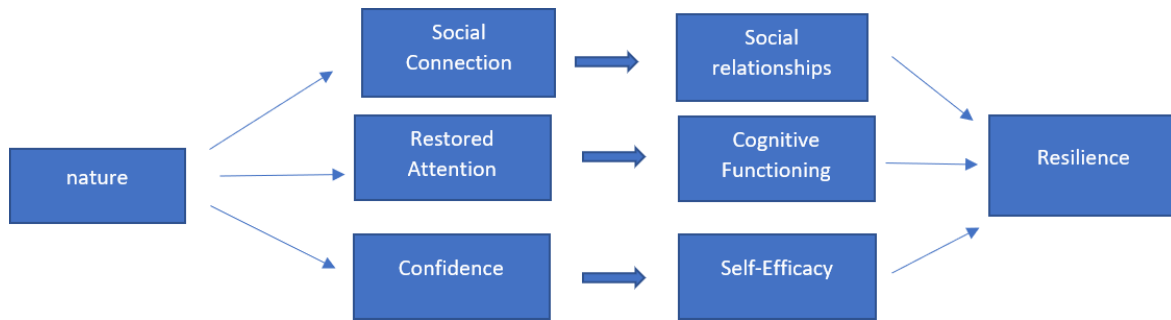 nature
Social
Connection
Social
relationships
Restored
Attention
Cognitive
Functioning
Confidence
Self-Efficacy
Resilience